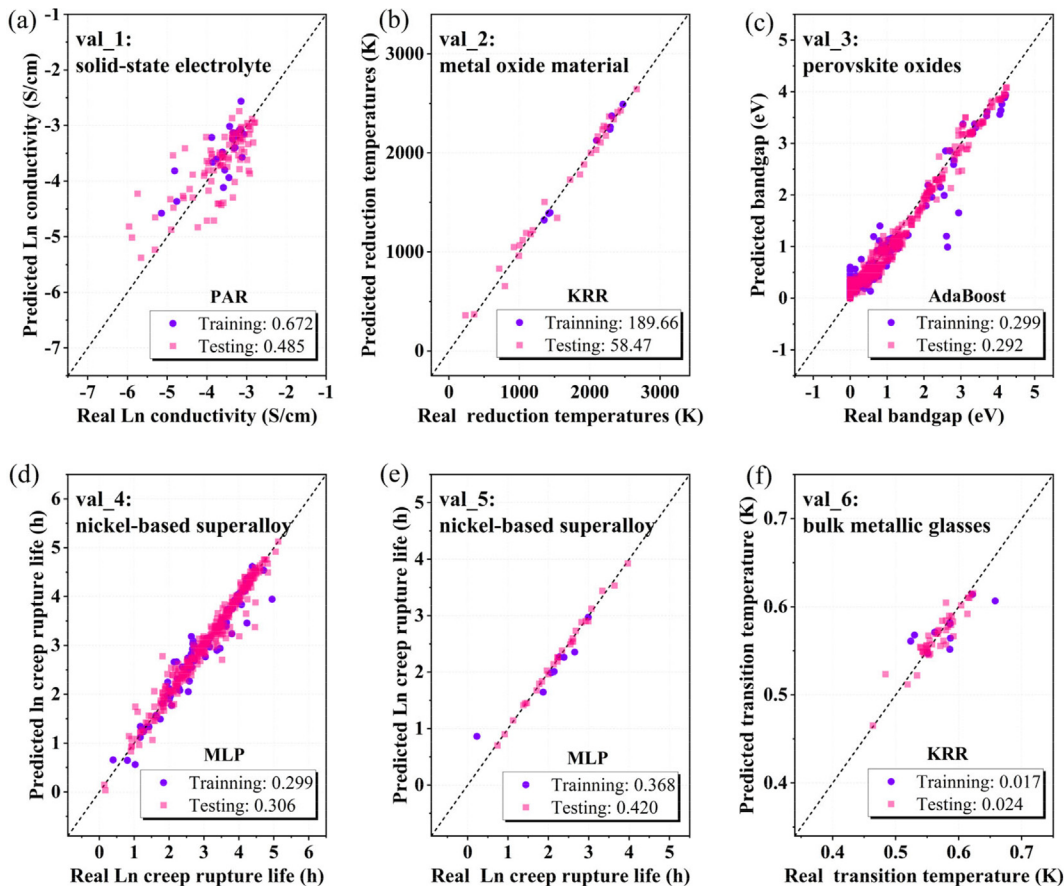 (a)
val_1:
solid-state electrolyte
Predicted Ln conductivity (S/cm)
-1
-2
-3
-4
-5
-6
-7
PAR
Trainning: 0.672
Testing: 0.485
-7 -6 -5 -4 -3 -2 -1
Real Ln conductivity (S/cm)
(b)
val_2:
metal oxide material
Predicted reduction temperatures (K)
3000
2000
1000
0
KRR
Trainning: 189.66
Testing: 58.47
0 1000 2000 3000
Real reduction temperatures (K)
(c)
val_3:
perovskite oxides
Predicted bandgap (eV)
5
4
3
2
1
0
-1
AdaBoost
Trainning: 0.299
Testing: 0.292
-1 0 1 2 3 4 5
Real bandgap (eV)
(d)
val_4:
nickel-based superalloy
Predicted ln creep rupture life (h)
6
5
4
3
2
1
0
MLP
Trainning: 0.299
Testing: 0.306
0 1 2 3 4 5 6
Real Ln creep rupture life (h)
(e)
val_5:
nickel-based superalloy
Predicted Ln creep rupture life (h)
5
4
3
2
1
0
MLP
Trainning: 0.368
Testing: 0.420
0 1 2 3 4 5
Real Ln creep rupture life (h)
(f)
val_6:
bulk metallic glasses
Predicted transition temperature (K)
0.7
0.6
0.5
0.4
KRR
Trainning: 0.017
Testing: 0.024
0.4 0.5 0.6 0.7
Real transition temperature (K)